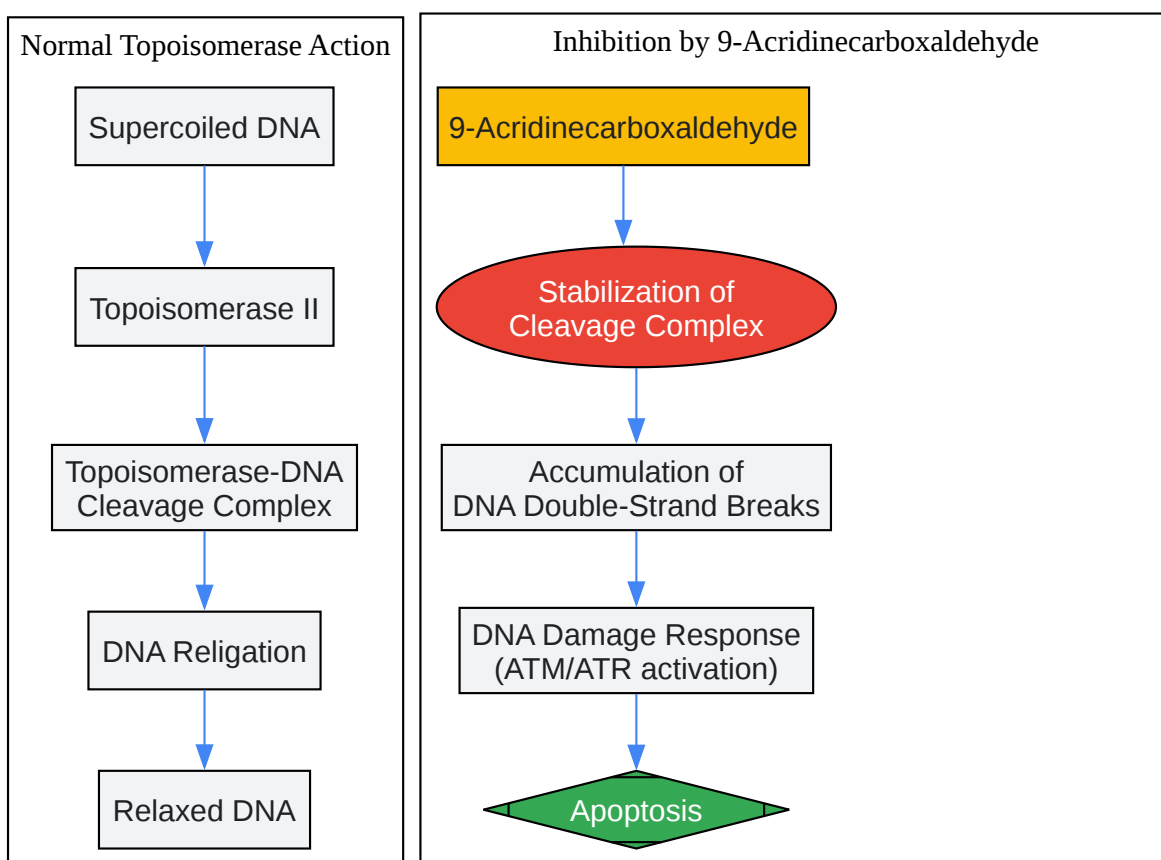 Normal Topoisomerase Action
Supercoiled DNA
Topoisomerase II
Topoisomerase-DNA
Cleavage Complex
DNA Religation
Relaxed DNA
Inhibition by 9-Acridinecarboxaldehyde
9-Acridinecarboxaldehyde
Stabilization of
Cleavage Complex
Accumulation of
DNA Double-Strand Breaks
DNA Damage Response
(ATM/ATR activation)
Apoptosis